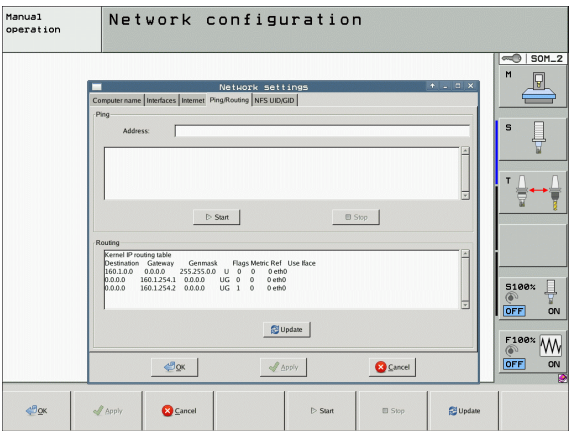 Manual
operation
Network configuration
SOM_2
Network settings
Computer name Interfaces Internet Ping/Routing NFS UID/GID
Ping
Address:
Start Stop
Routing
Kernel IP routing table
Destination Gateway Genmask Flags Metric Ref Use Iface
160.1.0.0 0.0.0.0 255.255.0.0 U 0 0 0 eth0
0.0.0.0 160.1.254.1 0.0.0.0 UG 0 0 0 eth0
0.0.0.0 160.1.254.2 0.0.0.0 UG 1 0 0 eth0
Update
OK Apply Cancel
M
S
T
S100%
OFF ON
F100%
OFF ON
OK Apply Cancel Start Stop Update